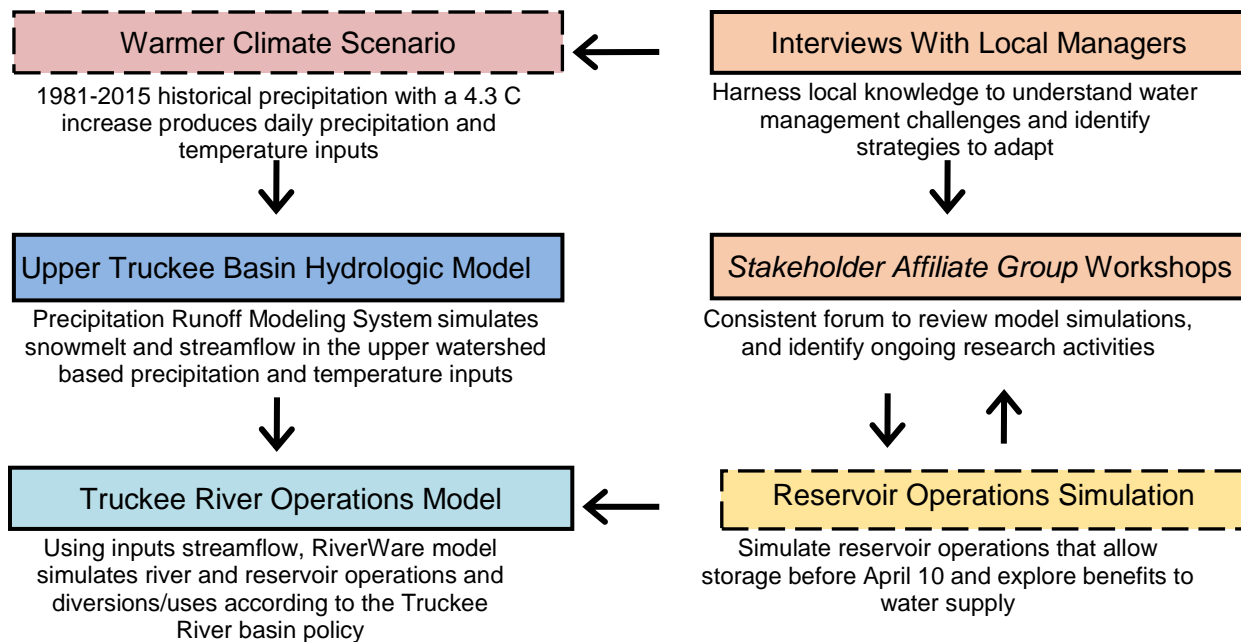 Warmer Climate Scenario
1981-2015 historical precipitation with a 4.3 C
increase produces daily precipitation and
temperature inputs
Upper Truckee Basin Hydrologic Model
Precipitation Runoff Modeling System simulates
snowmelt and streamflow in the upper watershed
based precipitation and temperature inputs
Truckee River Operations Model
Using inputs streamflow, RiverWare model
simulates river and reservoir operations and
diversions/uses according to the Truckee
River basin policy
Interviews With Local Managers
Harness local knowledge to understand water
management challenges and identify
strategies to adapt
Stakeholder Affiliate Group Workshops
Consistent forum to review model simulations,
and identify ongoing research activities
Reservoir Operations Simulation
Simulate reservoir operations that allow
storage before April 10 and explore benefits to
water supply